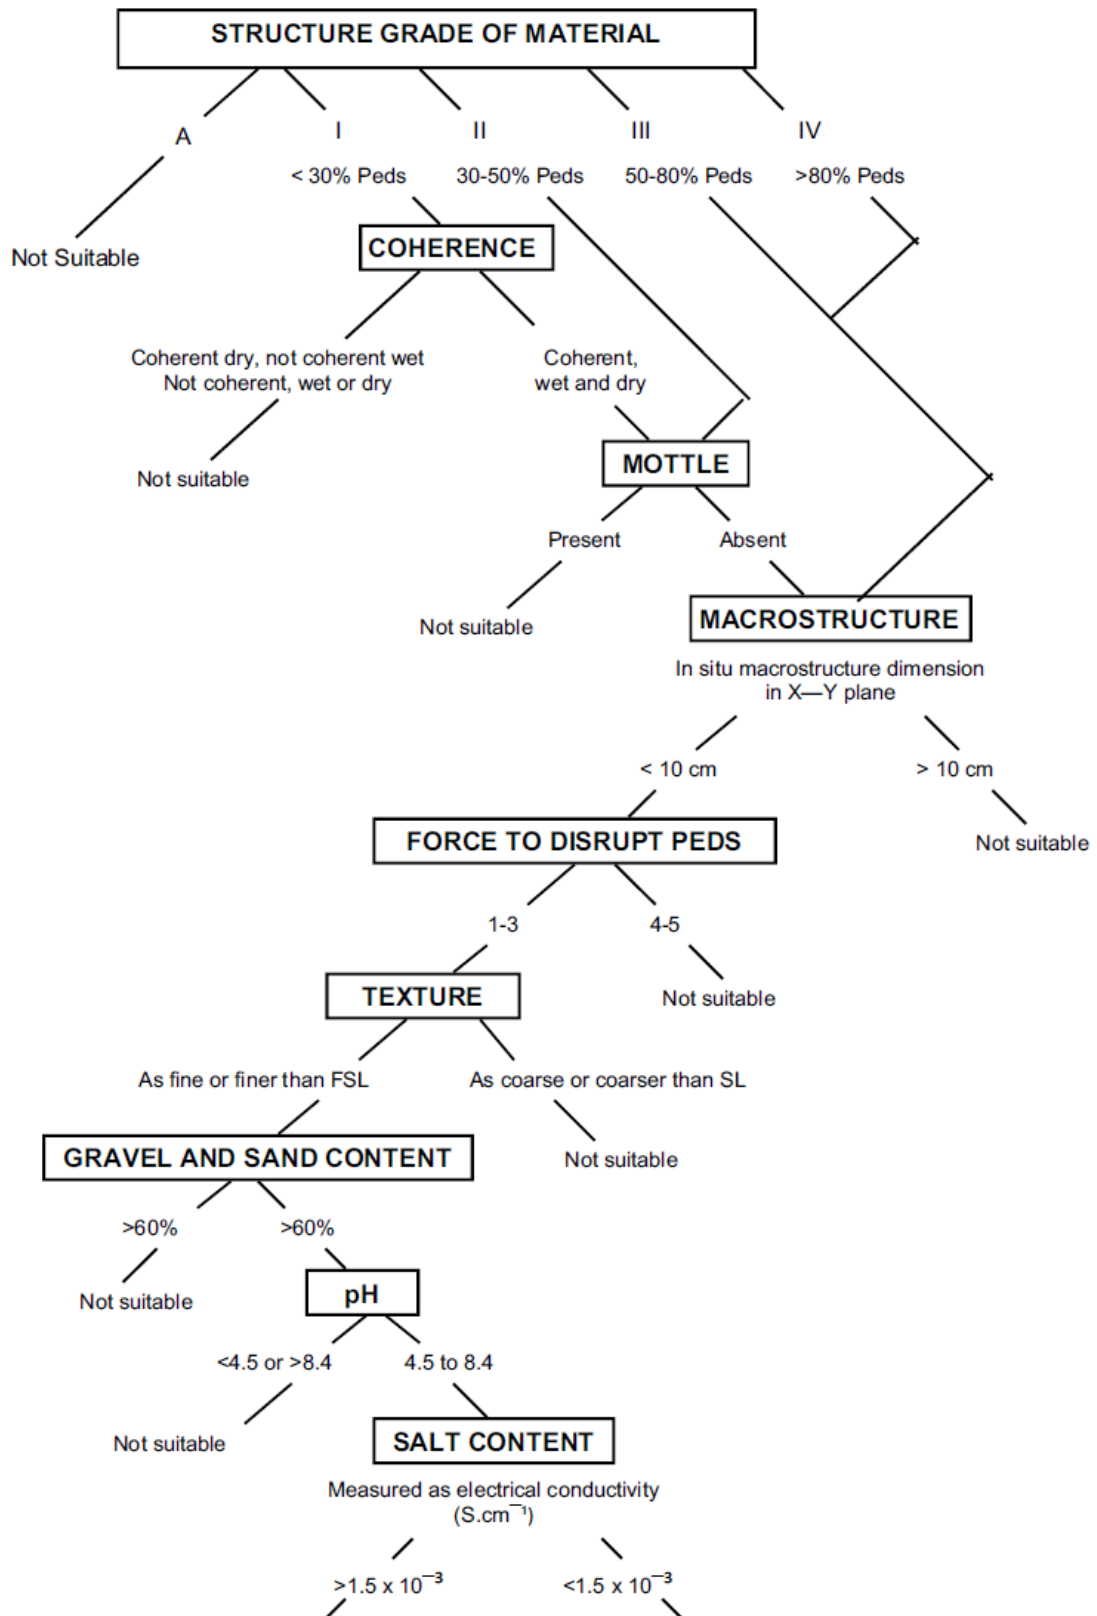 STRUCTURE GRADE OF MATERIAL
A
I
II
III
IV
< 30% Peds
30-50% Peds
50-80% Peds
>80% Peds
Not Suitable
COHERENCE
Coherent dry, not coherent wet
Not coherent, wet or dry
Coherent,
wet and dry
Not suitable
MOTTLE
Present
Absent
Not suitable
MACROSTRUCTURE
In situ macrostructure dimension
in X—Y plane
< 10 cm
> 10 cm
Not suitable
FORCE TO DISRUPT PEDS
1-3
4-5
Not suitable
TEXTURE
As fine or finer than FSL
As coarse or coarser than SL
Not suitable
GRAVEL AND SAND CONTENT
>60%
>60%
Not suitable
pH
<4.5 or >8.4
4.5 to 8.4
Not suitable
SALT CONTENT
Measured as electrical conductivity
(S.cm⁻¹)
>1.5 x 10⁻³
<1.5 x 10⁻³